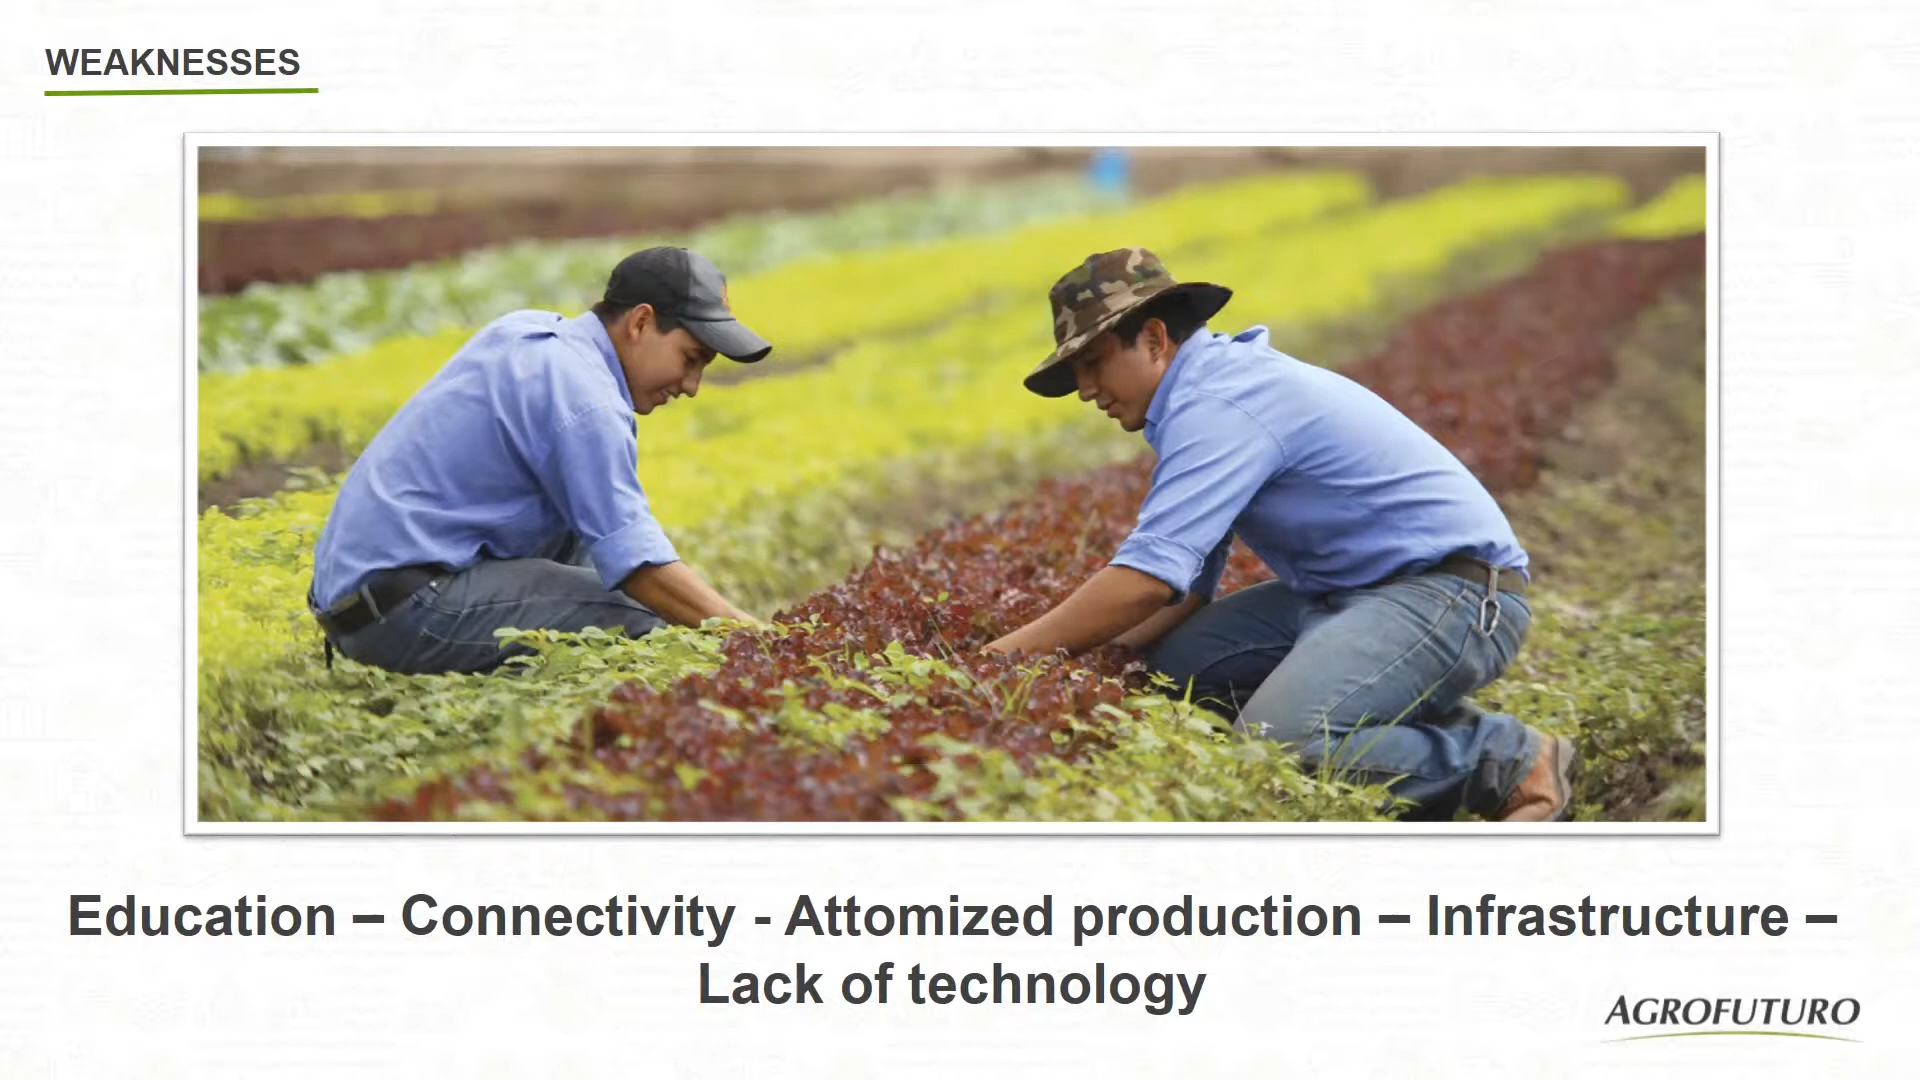 WEAKNESSES
Education – Connectivity - Attomized production – Infrastructure –
Lack of technology
AGROFUTURO